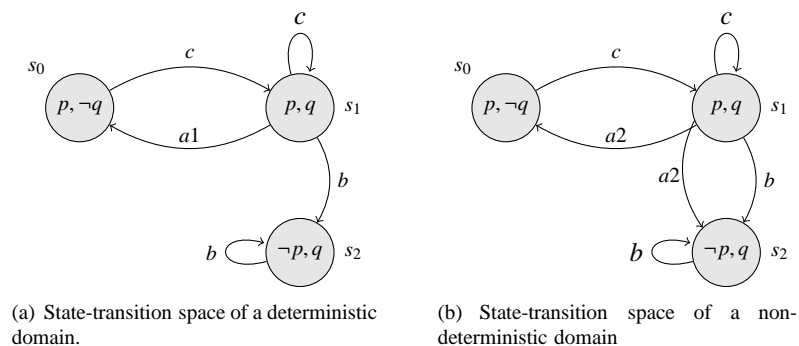 c
c
s0
c
s0
c
p, ¬q
p, q
s1
p, ¬q
p, q
s1
a1
a2
b
a2
b
b
¬p, q
s2
b
¬p, q
s2
(a) State-transition space of a deterministic
domain.
(b) State-transition space of a non-
deterministic domain